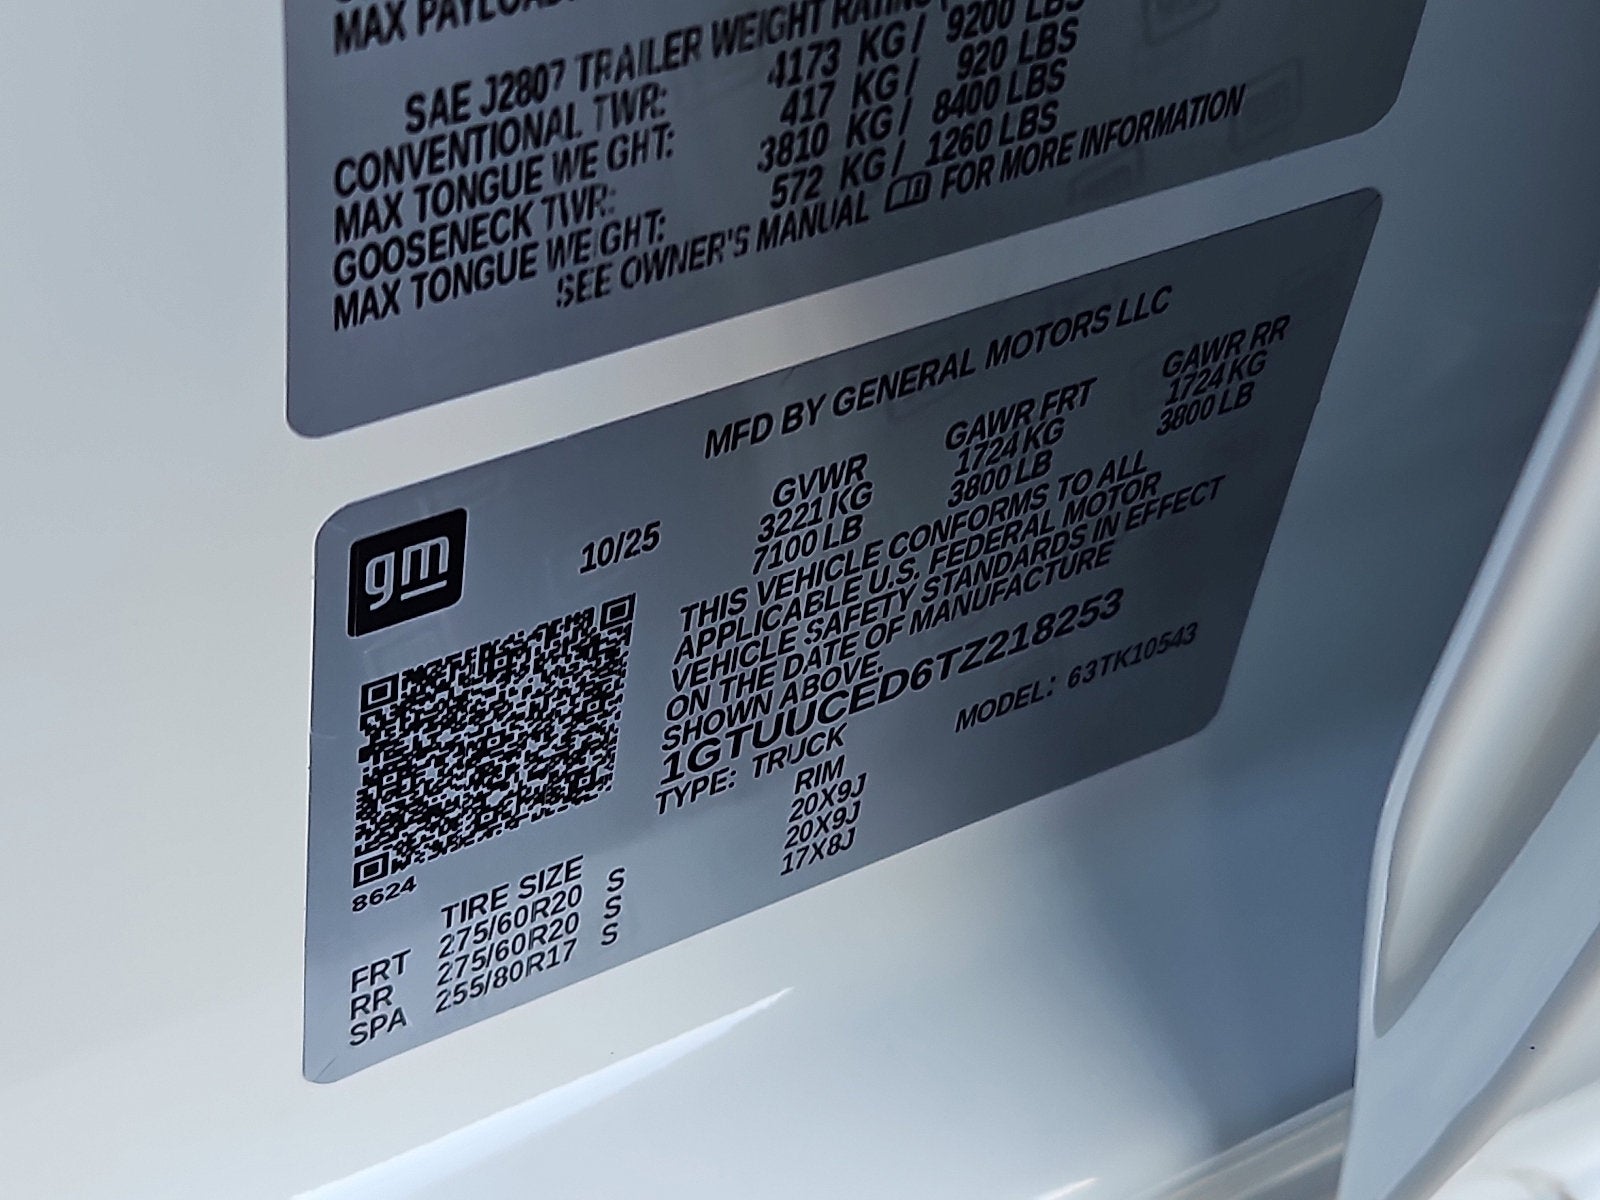 MAX PAYLOAD
SAE J2807 TRAILER WEIGHT RATING
CONVENTIONAL TWR: 4173 KG / 9200 LBS
MAX TONGUE WEIGHT: 417 KG / 920 LBS
GOOSENECK TWR: 3810 KG / 8400 LBS
MAX TONGUE WEIGHT: 572 KG / 1260 LBS
SEE OWNER'S MANUAL FOR MORE INFORMATION
MFD BY GENERAL MOTORS LLC
gm
10/25
GVWR GAWR FRT GAWR RR
3221 KG 1724 KG 1724 KG
7100 LB 3800 LB 3800 LB
THIS VEHICLE CONFORMS TO ALL
APPLICABLE U.S. FEDERAL MOTOR
VEHICLE SAFETY STANDARDS IN EFFECT
ON THE DATE OF MANUFACTURE
SHOWN ABOVE.
1GTUUCED6TZ218253
TYPE: TRUCK MODEL: 63TK10543
8624
TIRE SIZE RIM
FRT 275/60R20 S 20X9J
RR 275/60R20 S 20X9J
SPA 255/80R17 S 17X8J